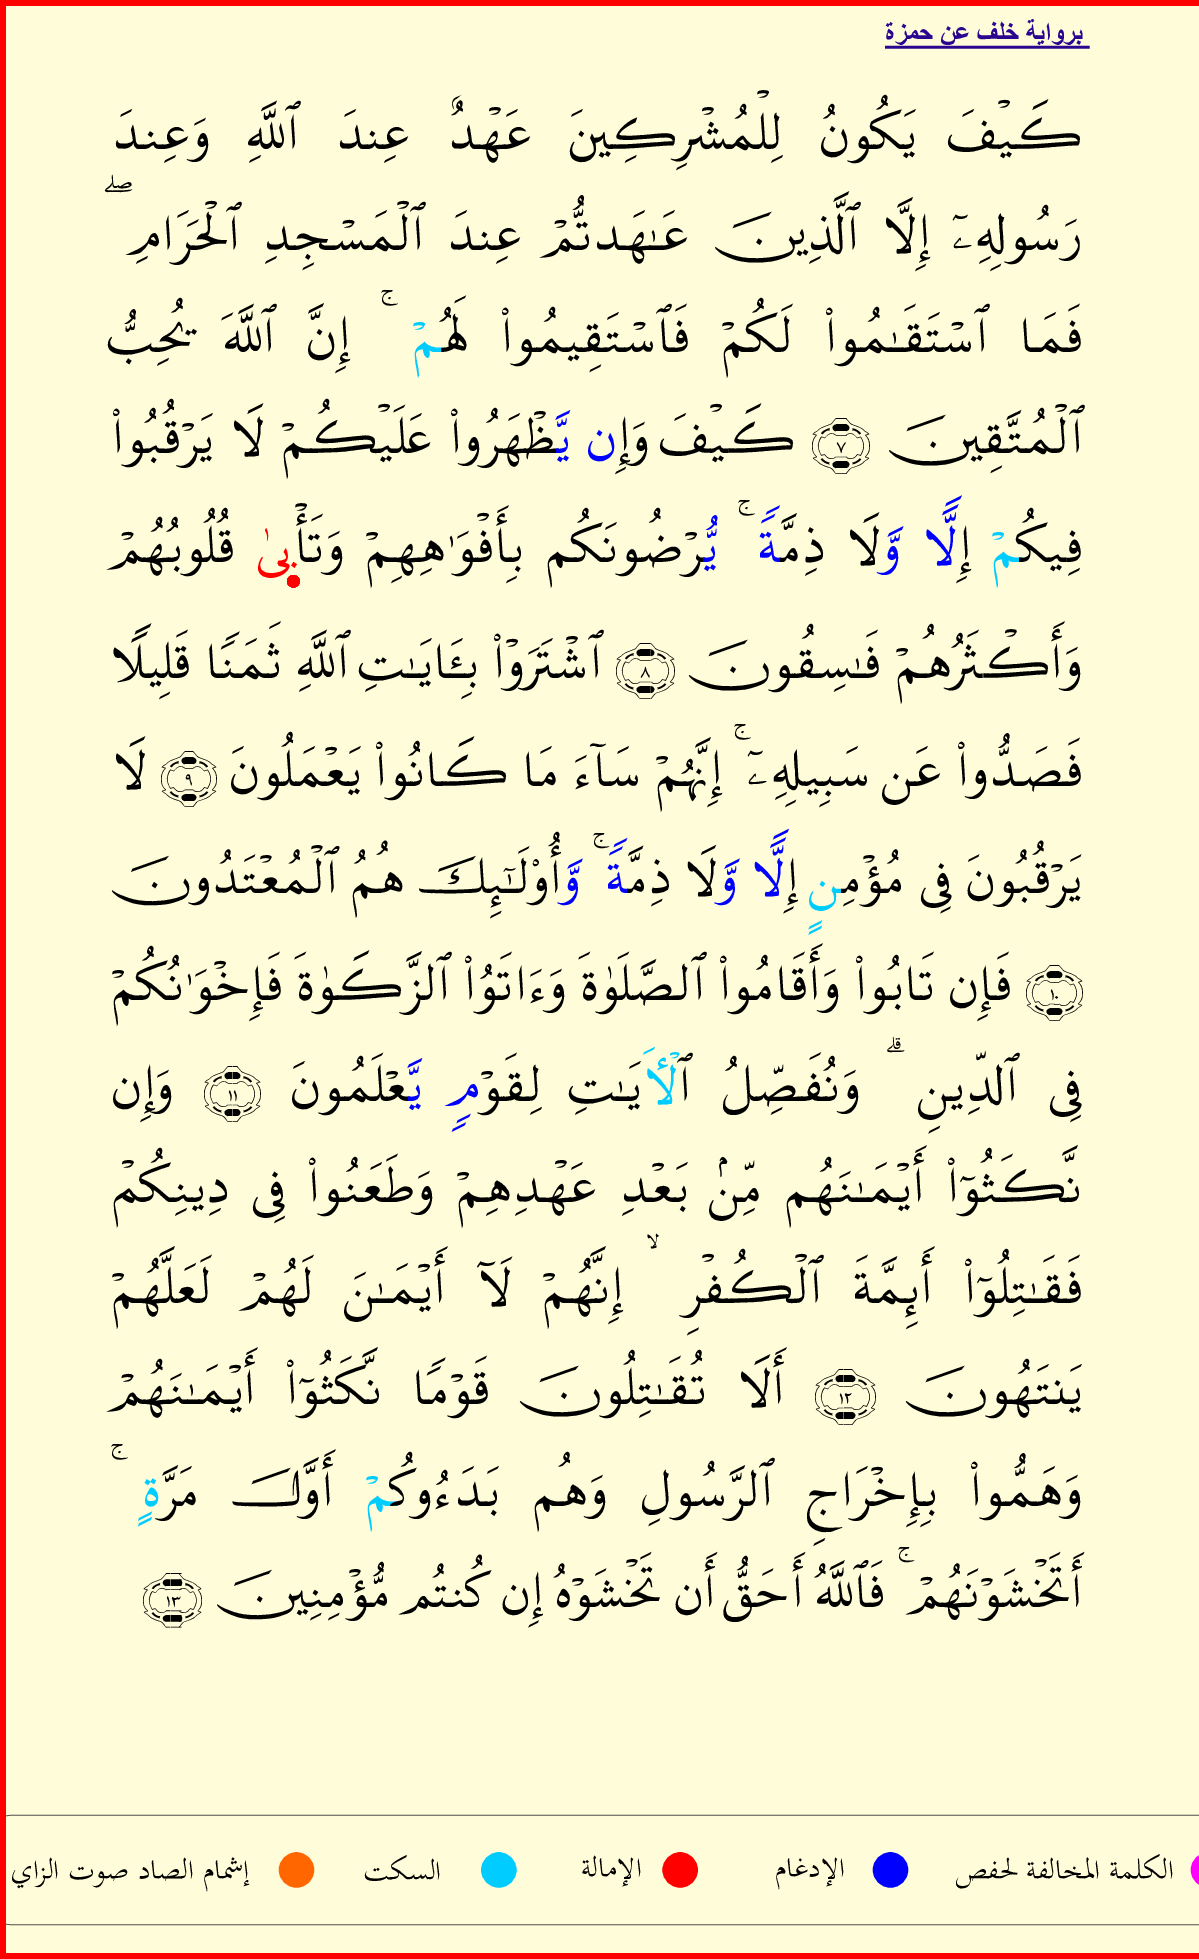 برواية خلف عن حمزة
كَيۡفَ يَكُونُ لِلۡمُشۡرِكِينَ عَهۡدٌ عِندَ ٱللَّهِ وَعِندَ
رَسُولِهِۦٓ إِلَّا ٱلَّذِينَ عَـٰهَدتُّمۡ عِندَ ٱلۡمَسۡجِدِ ٱلۡحَرَامِۖ
فَمَا ٱسۡتَقَـٰمُواْ لَكُمۡ فَٱسۡتَقِيمُواْ لَهُمۡۚ إِنَّ ٱللَّهَ يُحِبُّ
ٱلۡمُتَّقِينَ ٧ كَيۡفَ وَإِن يَّظۡهَرُواْ عَلَيۡكُمۡ لَا يَرۡقُبُواْ
فِيكُمۡ إِلًّا وَّلَا ذِمَّةًۚ يُّرۡضُونَكُم بِأَفۡوَٰهِهِمۡ وَتَأۡبىٰ قُلُوبُهُمۡ
وَأَكۡثَرُهُمۡ فَـٰسِقُونَ ٨ ٱشۡتَرَوۡاْ بِـَٔايَـٰتِ ٱللَّهِ ثَمَنًا قَلِيلًا
فَصَدُّواْ عَن سَبِيلِهِۦٓۚ إِنَّهُمۡ سَآءَ مَا كَانُواْ يَعۡمَلُونَ ٩ لَا
يَرۡقُبُونَ فِى مُؤۡمِنٍ إِلًّا وَّلَا ذِمَّةًۚ وَّأُوْلَـٰٓئِكَ هُمُ ٱلۡمُعۡتَدُونَ
١٠ فَإِن تَابُواْ وَأَقَامُواْ ٱلصَّلَوٰةَ وَءَاتَوُاْ ٱلزَّكَوٰةَ فَإِخۡوَٰنُكُمۡ
فِى ٱلدِّينِۗ وَنُفَصِّلُ ٱلۡأَيَـٰتِ لِقَوۡمٍ يَّعۡلَمُونَ ١١ وَإِن
نَّكَثُوٓاْ أَيۡمَـٰنَهُم مِّنۢ بَعۡدِ عَهۡدِهِمۡ وَطَعَنُواْ فِى دِينِكُمۡ
فَقَـٰتِلُوٓاْ أَئِمَّةَ ٱلۡكُفۡرِۙ إِنَّهُمۡ لَآ أَيۡمَـٰنَ لَهُمۡ لَعَلَّهُمۡ
يَنتَهُونَ ١٢ أَلَا تُقَـٰتِلُونَ قَوۡمًا نَّكَثُوٓاْ أَيۡمَـٰنَهُمۡ
وَهَمُّواْ بِإِخۡرَاجِ ٱلرَّسُولِ وَهُم بَدَءُوكُمۡ أَوَّلَ مَرَّةٍۚ
أَتَخۡشَوۡنَهُمۡۚ فَٱللَّهُ أَحَقُّ أَن تَخۡشَوۡهُ إِن كُنتُم مُّؤۡمِنِينَ ١٣
الكلمة المخالفة لحفص الإدغام الإمالة السكت إشمام الصاد صوت الزاي